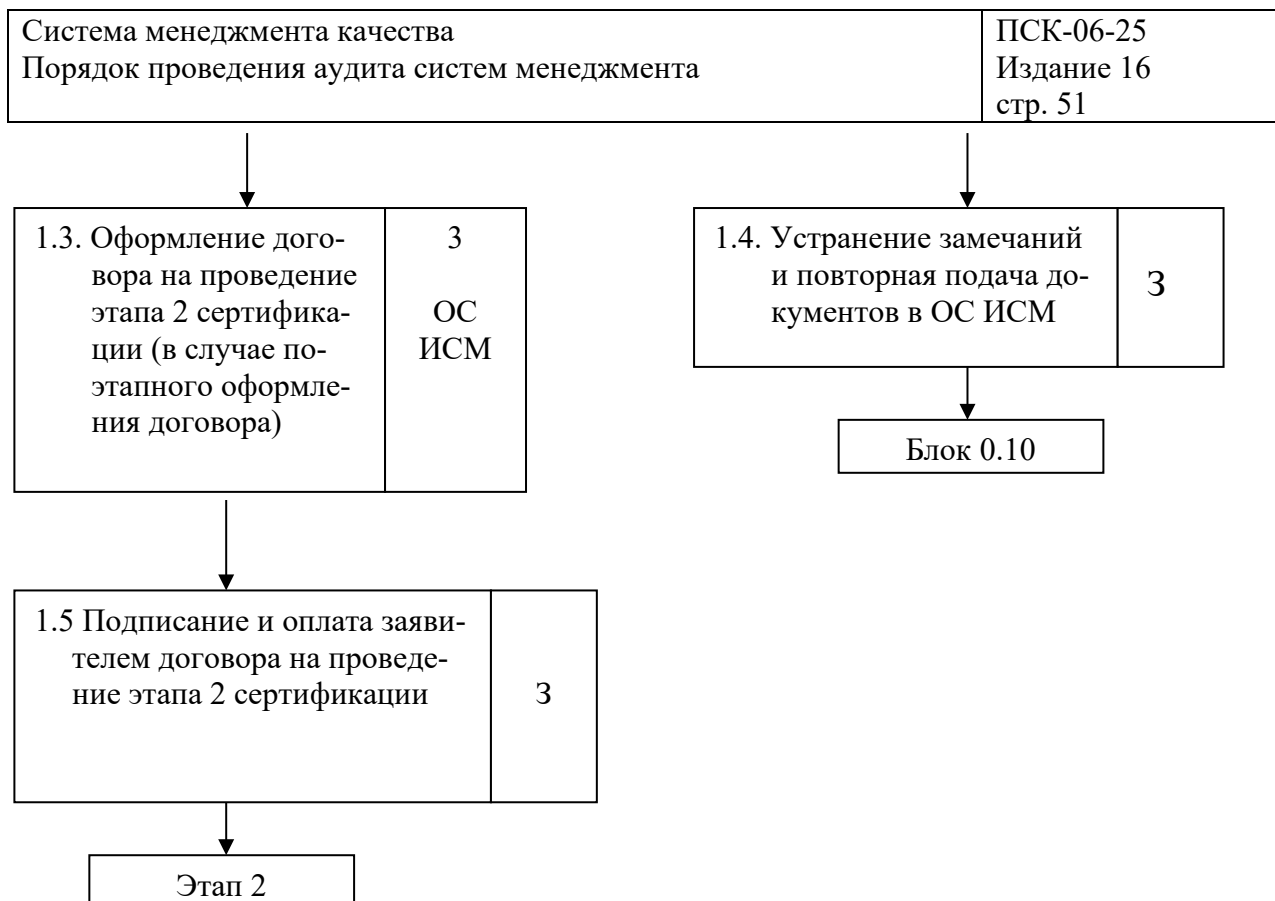 Система менеджмента качества
Порядок проведения аудита систем менеджмента
ПСК-06-25
Издание 16
стр. 51
1.3. Оформление дого-
вора на проведение
этапа 2 сертифика-
ции (в случае по-
этапного оформле-
ния договора)
З
ОС
ИСМ
1.4. Устранение замечаний
и повторная подача до-
кументов в ОС ИСМ
З
Блок 0.10
1.5 Подписание и оплата заяви-
телем договора на проведе-
ние этапа 2 сертификации
З
Этап 2